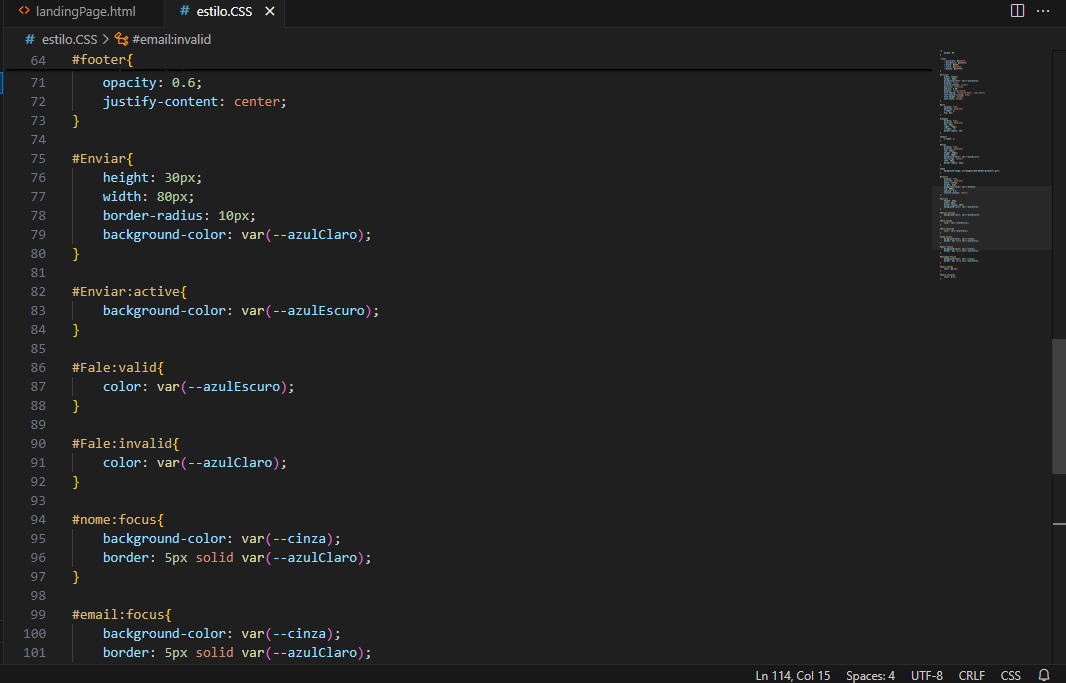 landingPage.html
estilo.CSS
estilo.CSS > #email:invalid
64 #footer{
71 opacity: 0.6;
72 justify-content: center;
73 }
74
75 #Enviar{
76 height: 30px;
77 width: 80px;
78 border-radius: 10px;
79 background-color: var(--azulClaro);
80 }
81
82 #Enviar:active{
83 background-color: var(--azulEscuro);
84 }
85
86 #Fale:valid{
87 color: var(--azulEscuro);
88 }
89
90 #Fale:invalid{
91 color: var(--azulClaro);
92 }
93
94 #nome:focus{
95 background-color: var(--cinza);
96 border: 5px solid var(--azulClaro);
97 }
98
99 #email:focus{
100 background-color: var(--cinza);
101 border: 5px solid var(--azulClaro);
Ln 114, Col 15 Spaces: 4 UTF-8 CRLF CSS